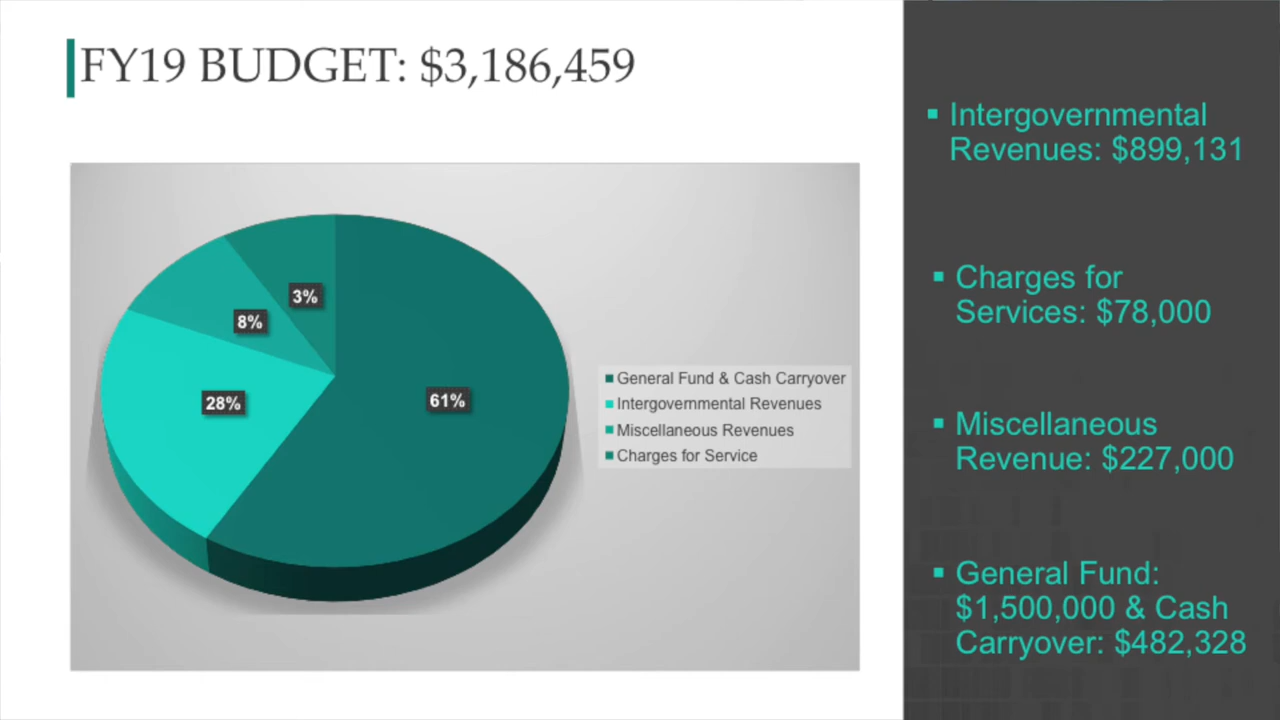 FY19 BUDGET: $3,186,459
3%
8%
28%
61%
General Fund & Cash Carryover
Intergovernmental Revenues
Miscellaneous Revenues
Charges for Service
Intergovernmental
Revenues: $899,131
Charges for
Services: $78,000
Miscellaneous
Revenue: $227,000
General Fund:
$1,500,000 & Cash
Carryover: $482,328